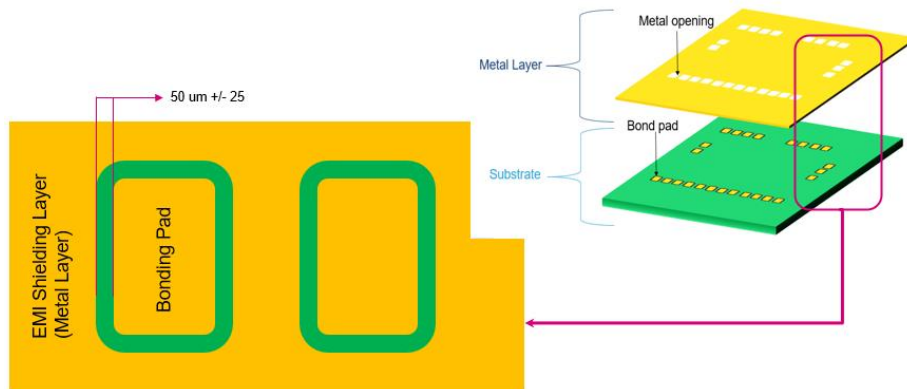 50 um +/- 25
EMI Shielding Layer
(Metal Layer)
Bonding Pad
Metal opening
Metal Layer
Bond pad
Substrate